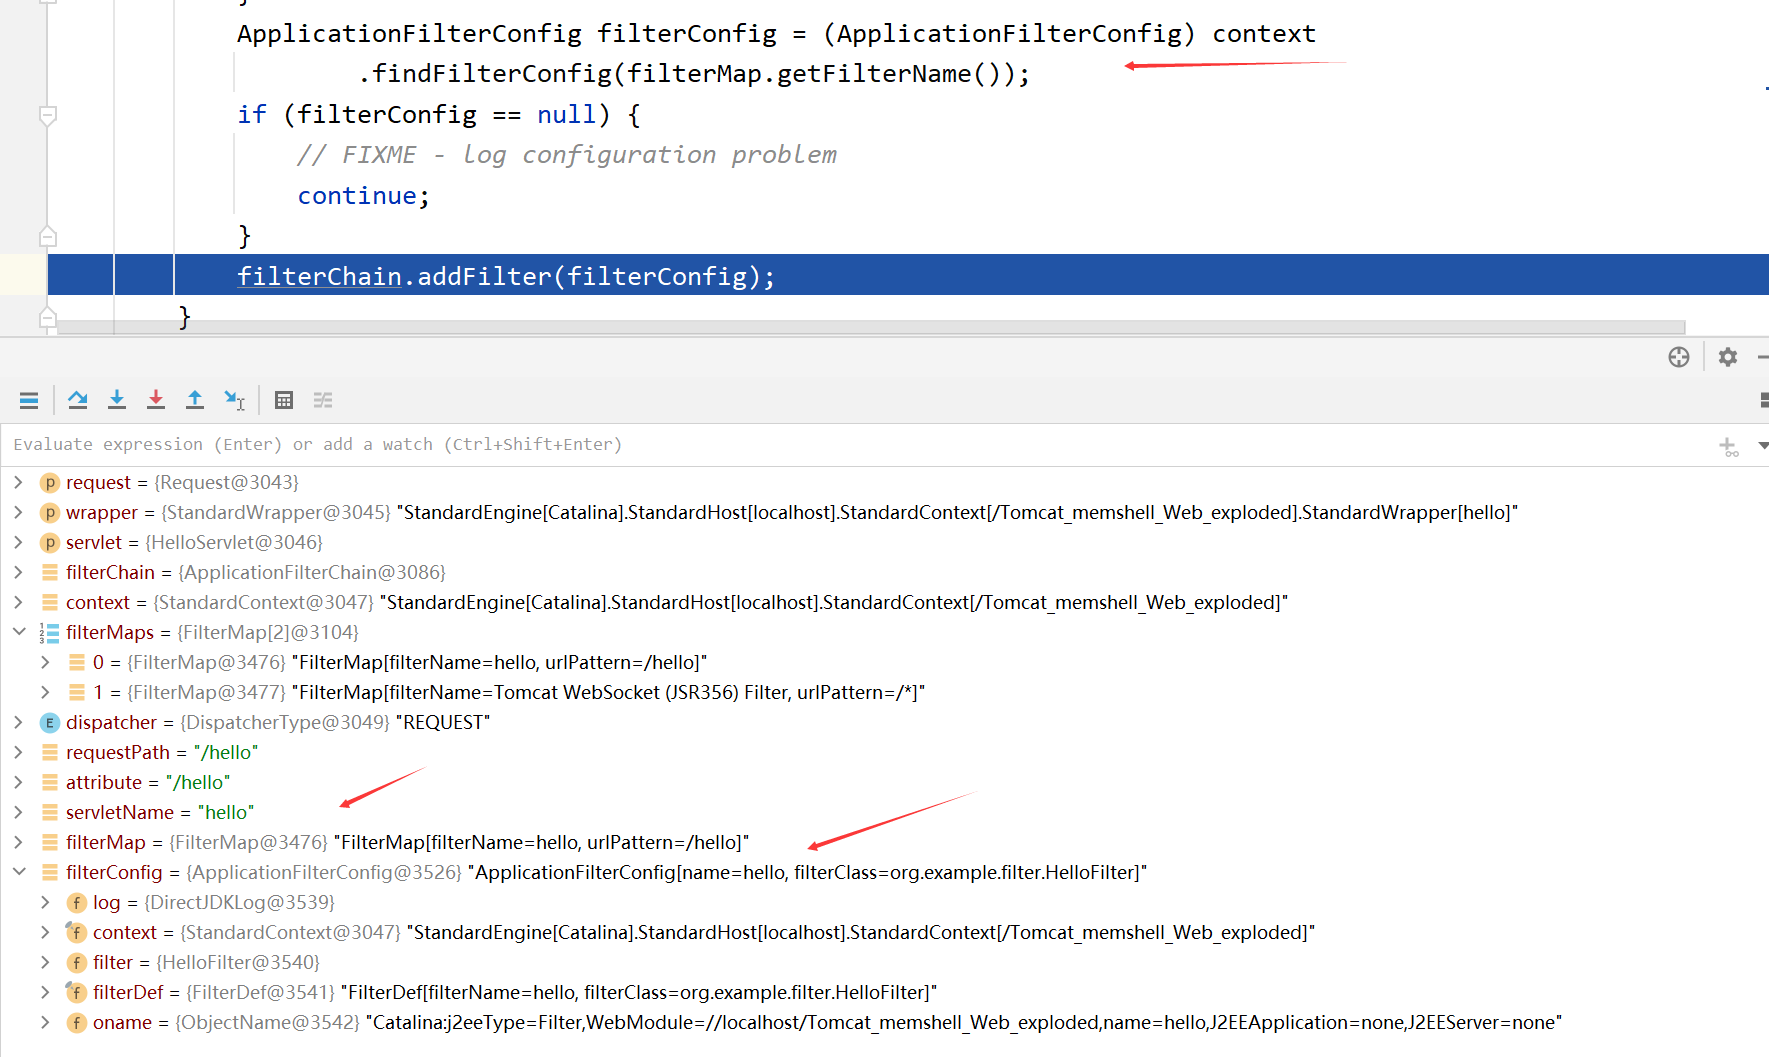 }
ApplicationFilterConfig filterConfig = (ApplicationFilterConfig) context
.findFilterConfig(filterMap.getFilterName());
if (filterConfig == null) {
// FIXME - log configuration problem
continue;
}
filterChain.addFilter(filterConfig);
}
Evaluate expression (Enter) or add a watch (Ctrl+Shift+Enter)
p request = {Request@3043}
p wrapper = {StandardWrapper@3045} "StandardEngine[Catalina].StandardHost[localhost].StandardContext[/Tomcat_memshell_Web_exploded].StandardWrapper[hello]"
p servlet = {HelloServlet@3046}
filterChain = {ApplicationFilterChain@3086}
context = {StandardContext@3047} "StandardEngine[Catalina].StandardHost[localhost].StandardContext[/Tomcat_memshell_Web_exploded]"
filterMaps = {FilterMap[2]@3104}
0 = {FilterMap@3476} "FilterMap[filterName=hello, urlPattern=/hello]"
1 = {FilterMap@3477} "FilterMap[filterName=Tomcat WebSocket (JSR356) Filter, urlPattern=/*]"
E dispatcher = {DispatcherType@3049} "REQUEST"
requestPath = "/hello"
attribute = "/hello"
servletName = "hello"
filterMap = {FilterMap@3476} "FilterMap[filterName=hello, urlPattern=/hello]"
filterConfig = {ApplicationFilterConfig@3526} "ApplicationFilterConfig[name=hello, filterClass=org.example.filter.HelloFilter]"
f log = {DirectJDKLog@3539}
f context = {StandardContext@3047} "StandardEngine[Catalina].StandardHost[localhost].StandardContext[/Tomcat_memshell_Web_exploded]"
f filter = {HelloFilter@3540}
f filterDef = {FilterDef@3541} "FilterDef[filterName=hello, filterClass=org.example.filter.HelloFilter]"
f oname = {ObjectName@3542} "Catalina:j2eeType=Filter,WebModule=//localhost/Tomcat_memshell_Web_exploded,name=hello,J2EEApplication=none,J2EEServer=none"